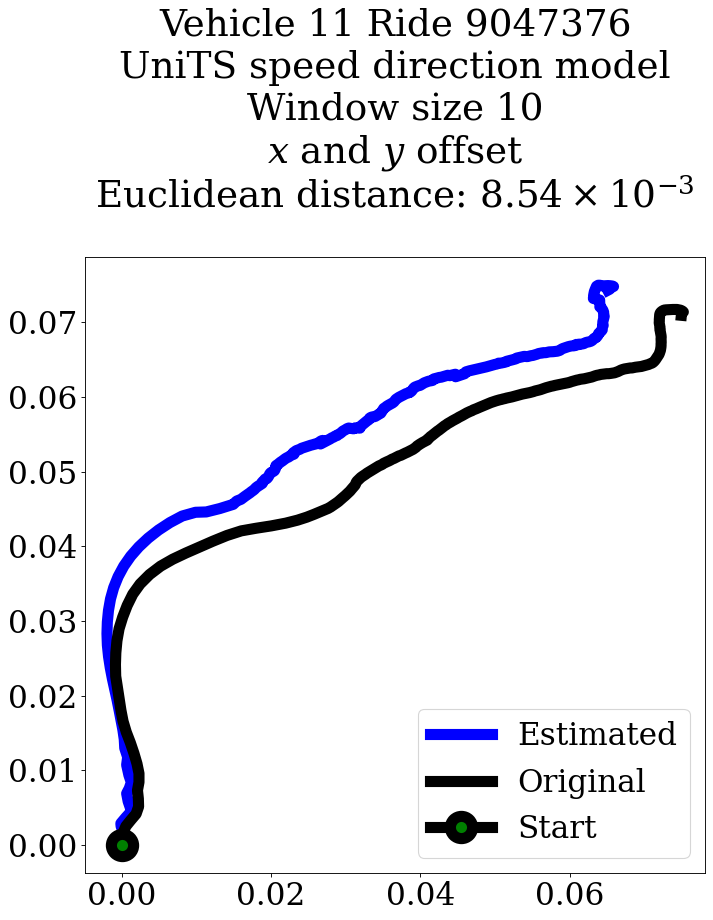 Vehicle 11 Ride 9047376
UniTS speed direction model
Window size 10
x and y offset
Euclidean distance: 8.54 × 10⁻³
0.07
0.06
0.05
0.04
0.03
0.02
0.01
0.00
Estimated
Original
Start
0.00 0.02 0.04 0.06